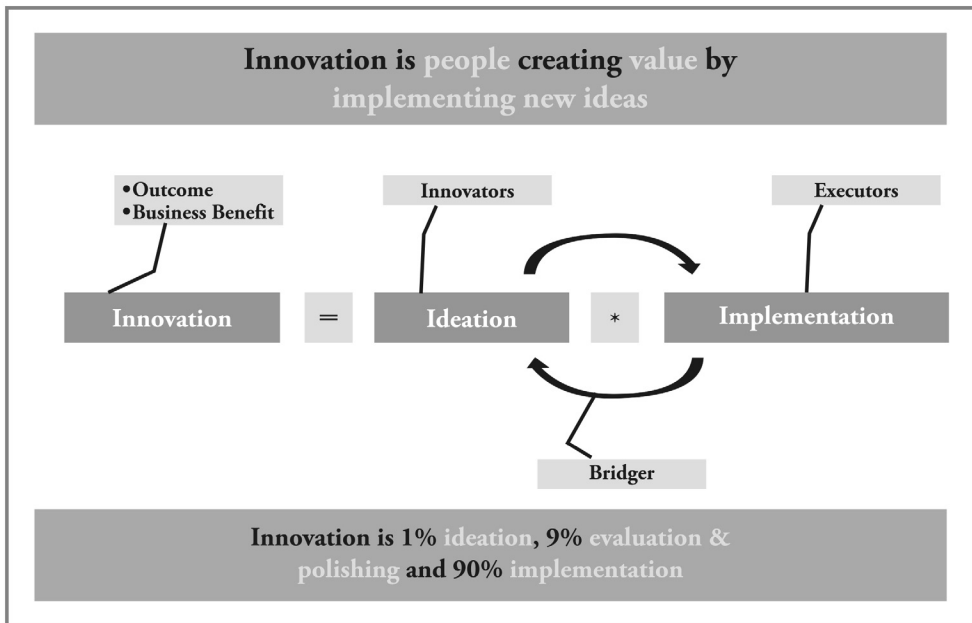 Innovation is people creating value by
implementing new ideas
•Outcome
•Business Benefit
Innovators
Executors
Innovation
=
Ideation
*
Implementation
Bridger
Innovation is 1% ideation, 9% evaluation &
polishing and 90% implementation